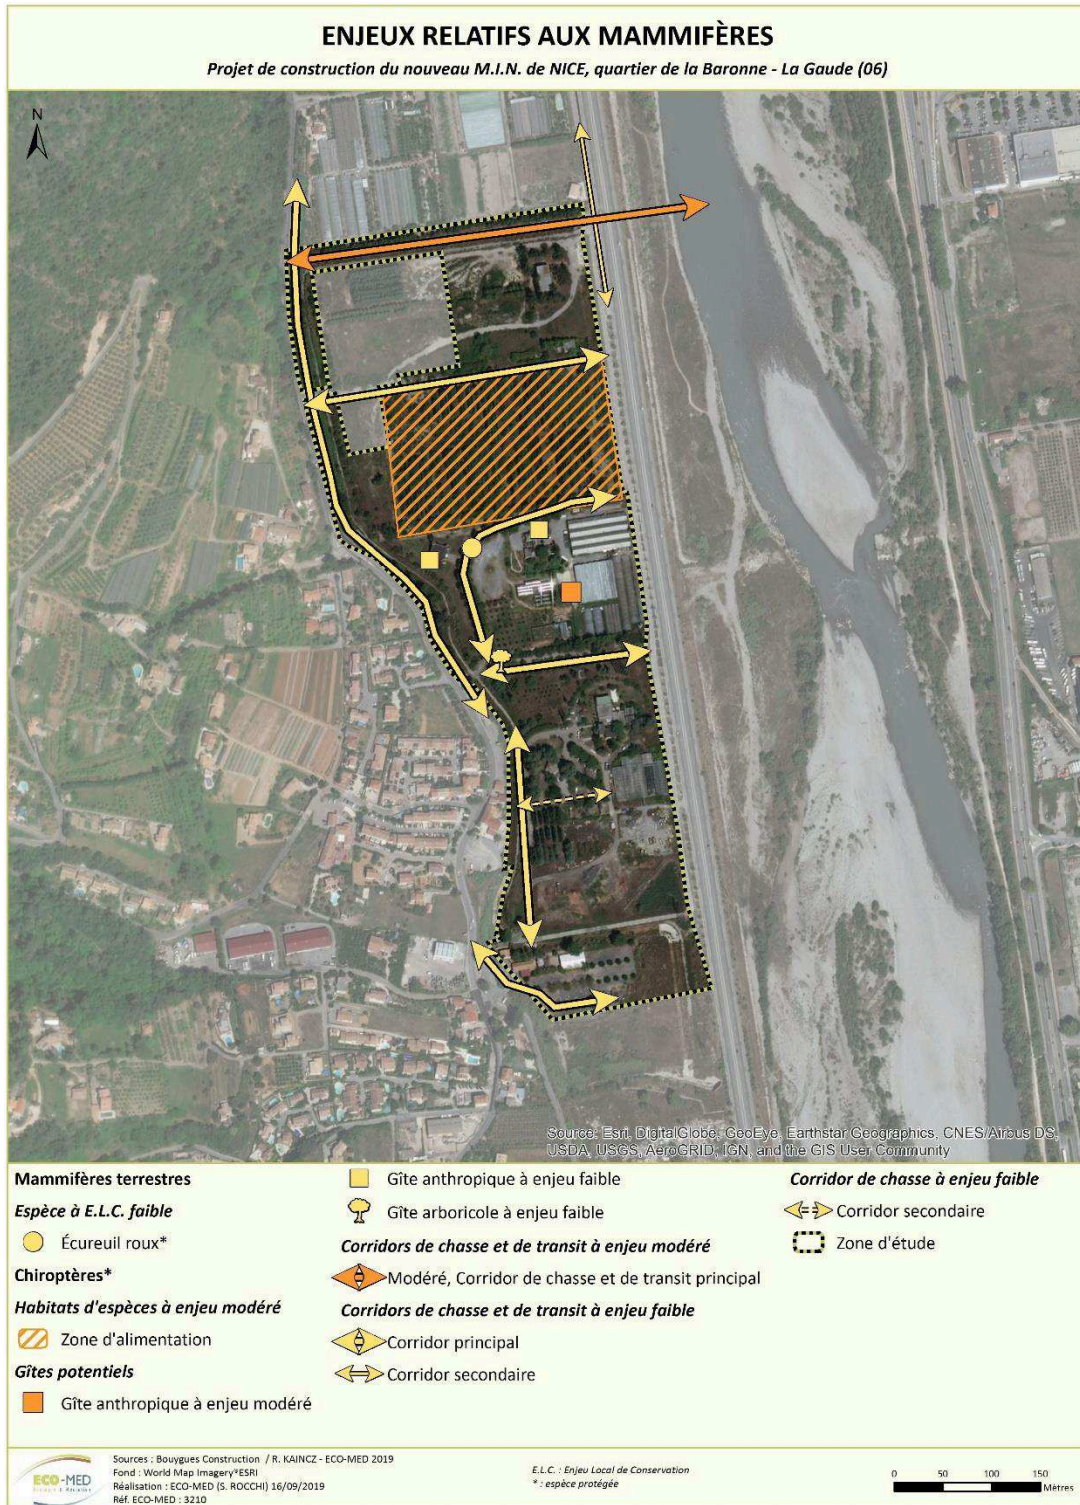 ENJEUX RELATIFS AUX MAMMIFÈRES
Projet de construction du nouveau M.I.N. de NICE, quartier de la Baronne - La Gaude (06)
N
Source: Esri, DigitalGlobe, GeoEye, Earthstar Geographics, CNES/Airbus DS,
USDA, USGS, AeroGRID, IGN, and the GIS User Community
Mammifères terrestres
Espèce à E.L.C. faible
Écureuil roux*
Chiroptères*
Habitats d'espèces à enjeu modéré
Zone d'alimentation
Gîtes potentiels
Gîte anthropique à enjeu modéré
Gîte anthropique à enjeu faible
Gîte arboricole à enjeu faible
Corridors de chasse et de transit à enjeu modéré
Modéré, Corridor de chasse et de transit principal
Corridors de chasse et de transit à enjeu faible
Corridor principal
Corridor secondaire
Corridor de chasse à enjeu faible
Corridor secondaire
Zone d'étude
ECO-MED
Sources : Bouygues Construction / R. KAINCZ - ECO-MED 2019
Fond : World Map Imagery®ESRI
Réalisation : ECO-MED (S. ROCCHI) 16/09/2019
Réf. ECO-MED : 3210
E.L.C. : Enjeu Local de Conservation
* : espèce protégée
0 50 100 150
Mètres